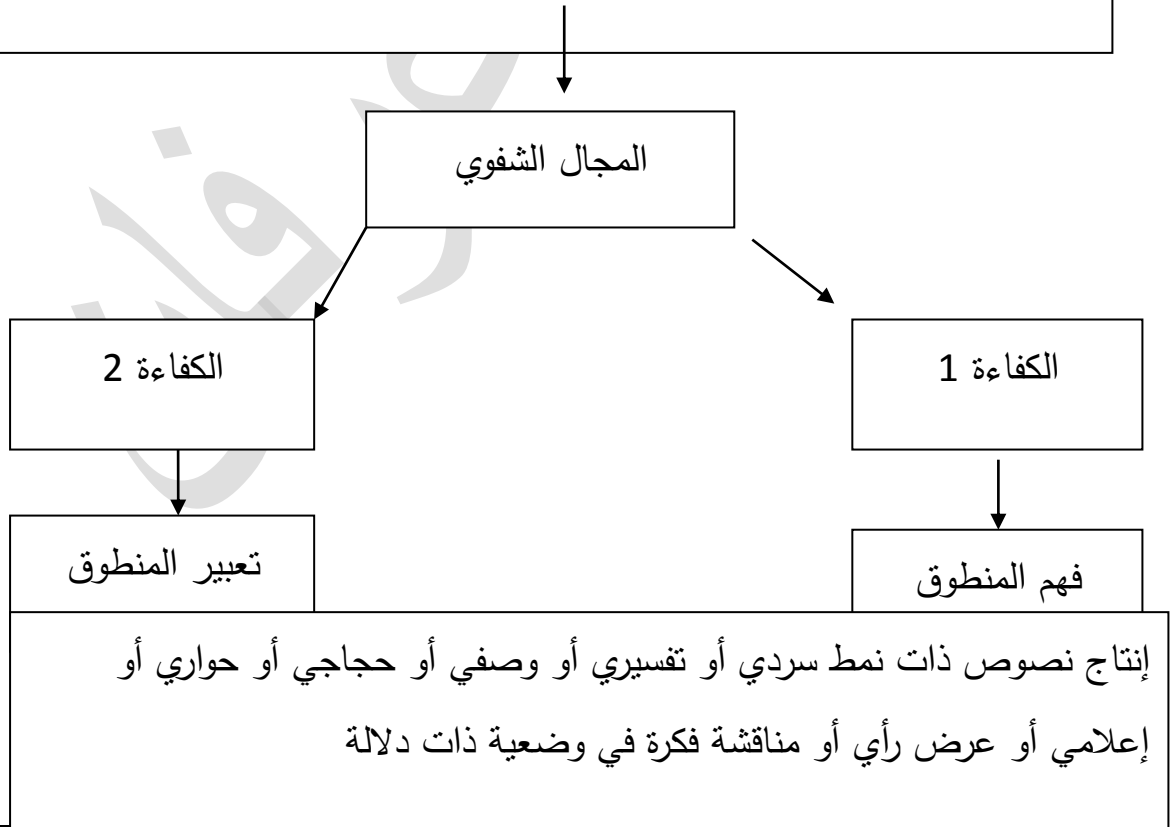 المجال الشفوي
الكفاءة 1
الكفاءة 2
فهم المنطوق
تعبير المنطوق
إنتاج نصوص ذات نمط سردي أو تفسيري أو وصفي أو حجاجي أو حواري أو
إعلامي أو عرض رأي أو مناقشة فكرة في وضعية ذات دلالة